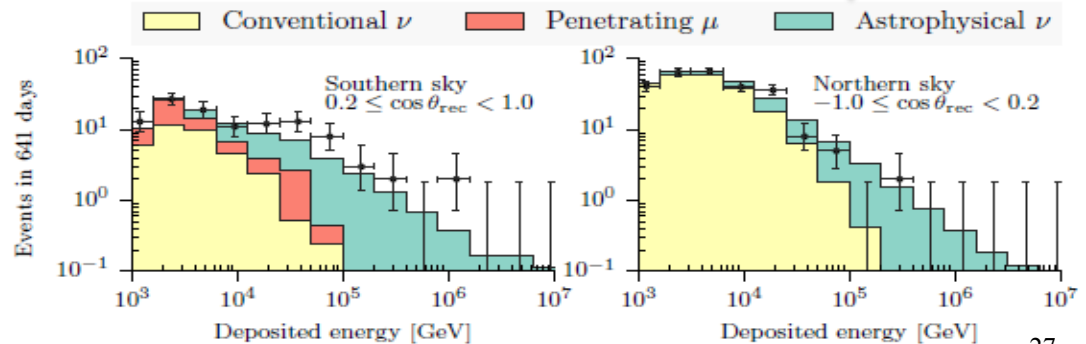 Conventional ν Penetrating μ Astrophysical ν
Events in 641 days
10²
10¹
10⁰
10⁻¹
Southern sky
0.2 ≤ cos θrec < 1.0
10³ 10⁴ 10⁵ 10⁶ 10⁷
Deposited energy [GeV]
10²
10¹
10⁰
10⁻¹
Northern sky
−1.0 ≤ cos θrec < 0.2
10³ 10⁴ 10⁵ 10⁶ 10⁷
Deposited energy [GeV]